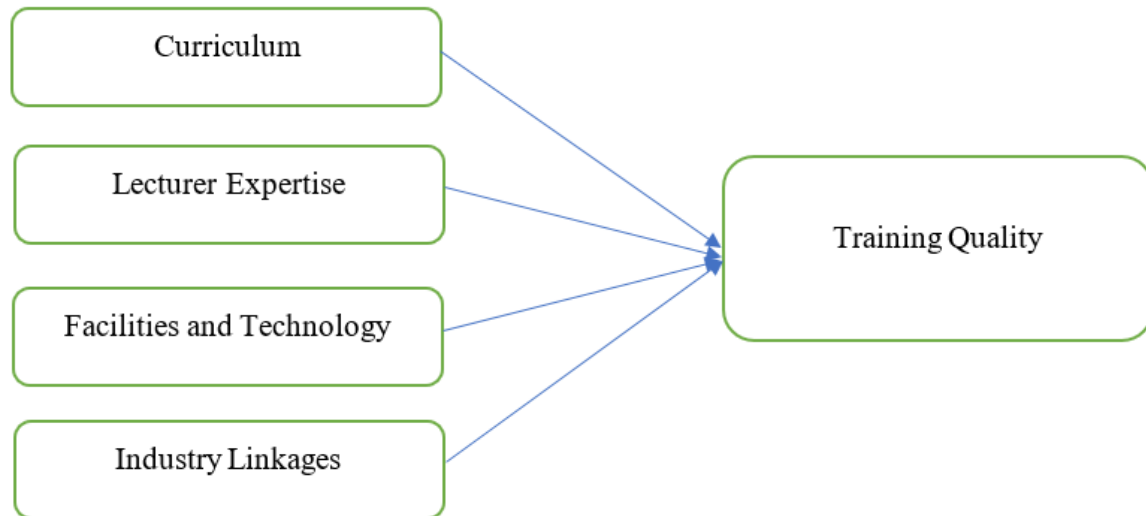 Curriculum
Lecturer Expertise
Training Quality
Facilities and Technology
Industry Linkages